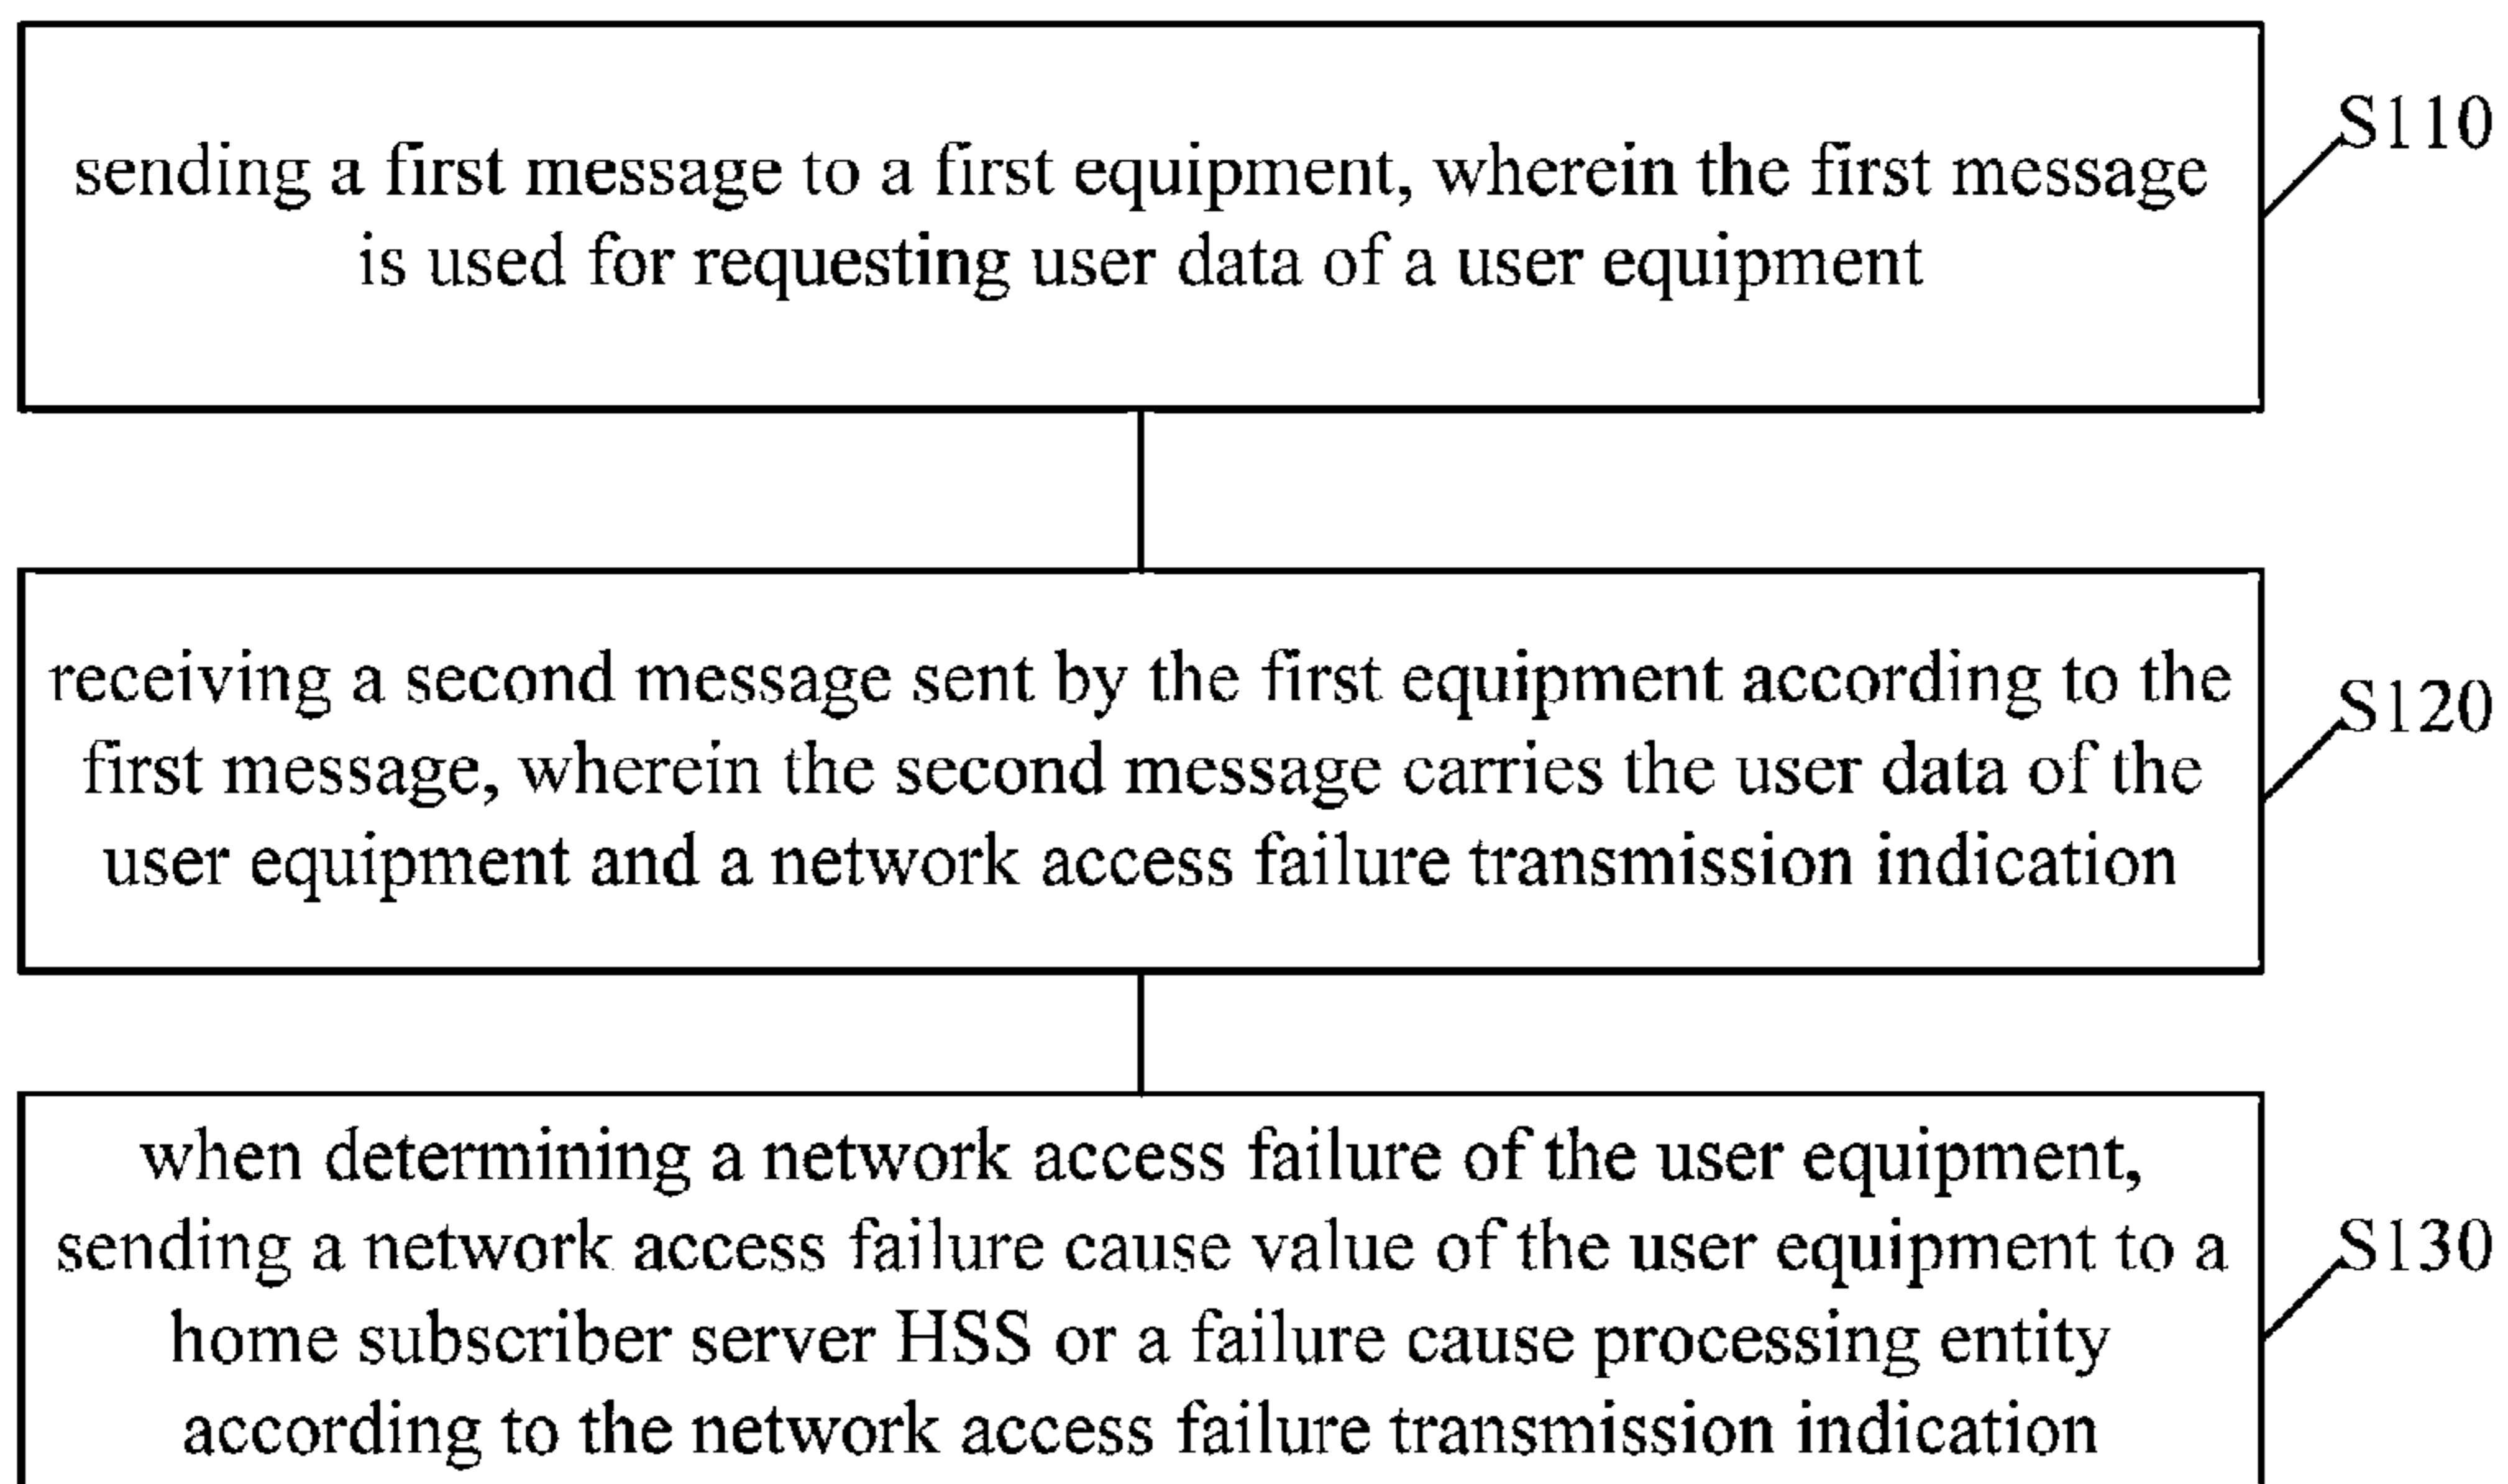 sending a first message to a first equipment, wherein the first message
is used for requesting user data of a user equipment
S110
receiving a second message sent by the first equipment according to the
first message, wherein the second message carries the user data of the
user equipment and a network access failure transmission indication
S120
when determining a network access failure of the user equipment,
sending a network access failure cause value of the user equipment to a
home subscriber server HSS or a failure cause processing entity
according to the network access failure transmission indication
S130